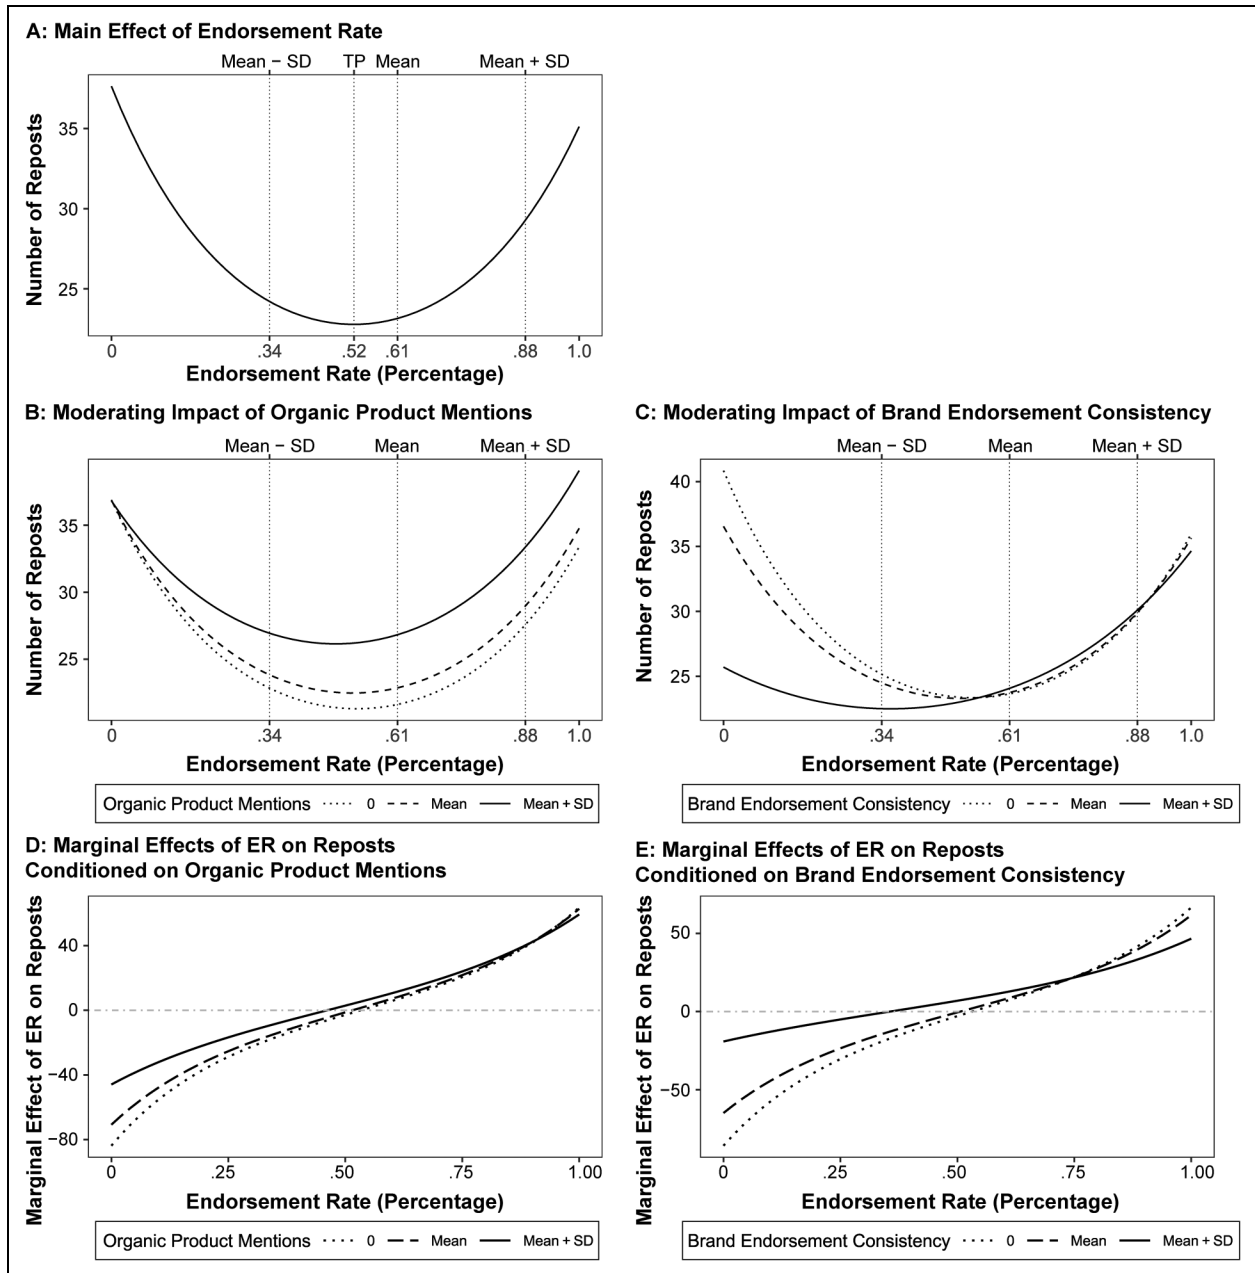 A: Main Effect of Endorsement Rate
Mean − SD TP Mean Mean + SD
Number of Reposts
35
30
25
0 .34 .52 .61 .88 1.0
Endorsement Rate (Percentage)
B: Moderating Impact of Organic Product Mentions
Mean − SD Mean Mean + SD
Number of Reposts
35
30
25
0 .34 .61 .88 1.0
Endorsement Rate (Percentage)
Organic Product Mentions 0 Mean Mean + SD
C: Moderating Impact of Brand Endorsement Consistency
Mean − SD Mean Mean + SD
Number of Reposts
40
35
30
25
0 .34 .61 .88 1.0
Endorsement Rate (Percentage)
Brand Endorsement Consistency 0 Mean Mean + SD
D: Marginal Effects of ER on Reposts
Conditioned on Organic Product Mentions
Marginal Effect of ER on Reposts
40
0
−40
−80
0 .25 .50 .75 1.00
Endorsement Rate (Percentage)
Organic Product Mentions 0 Mean Mean + SD
E: Marginal Effects of ER on Reposts
Conditioned on Brand Endorsement Consistency
Marginal Effect of ER on Reposts
50
0
−50
0 .25 .50 .75 1.00
Endorsement Rate (Percentage)
Brand Endorsement Consistency 0 Mean Mean + SD